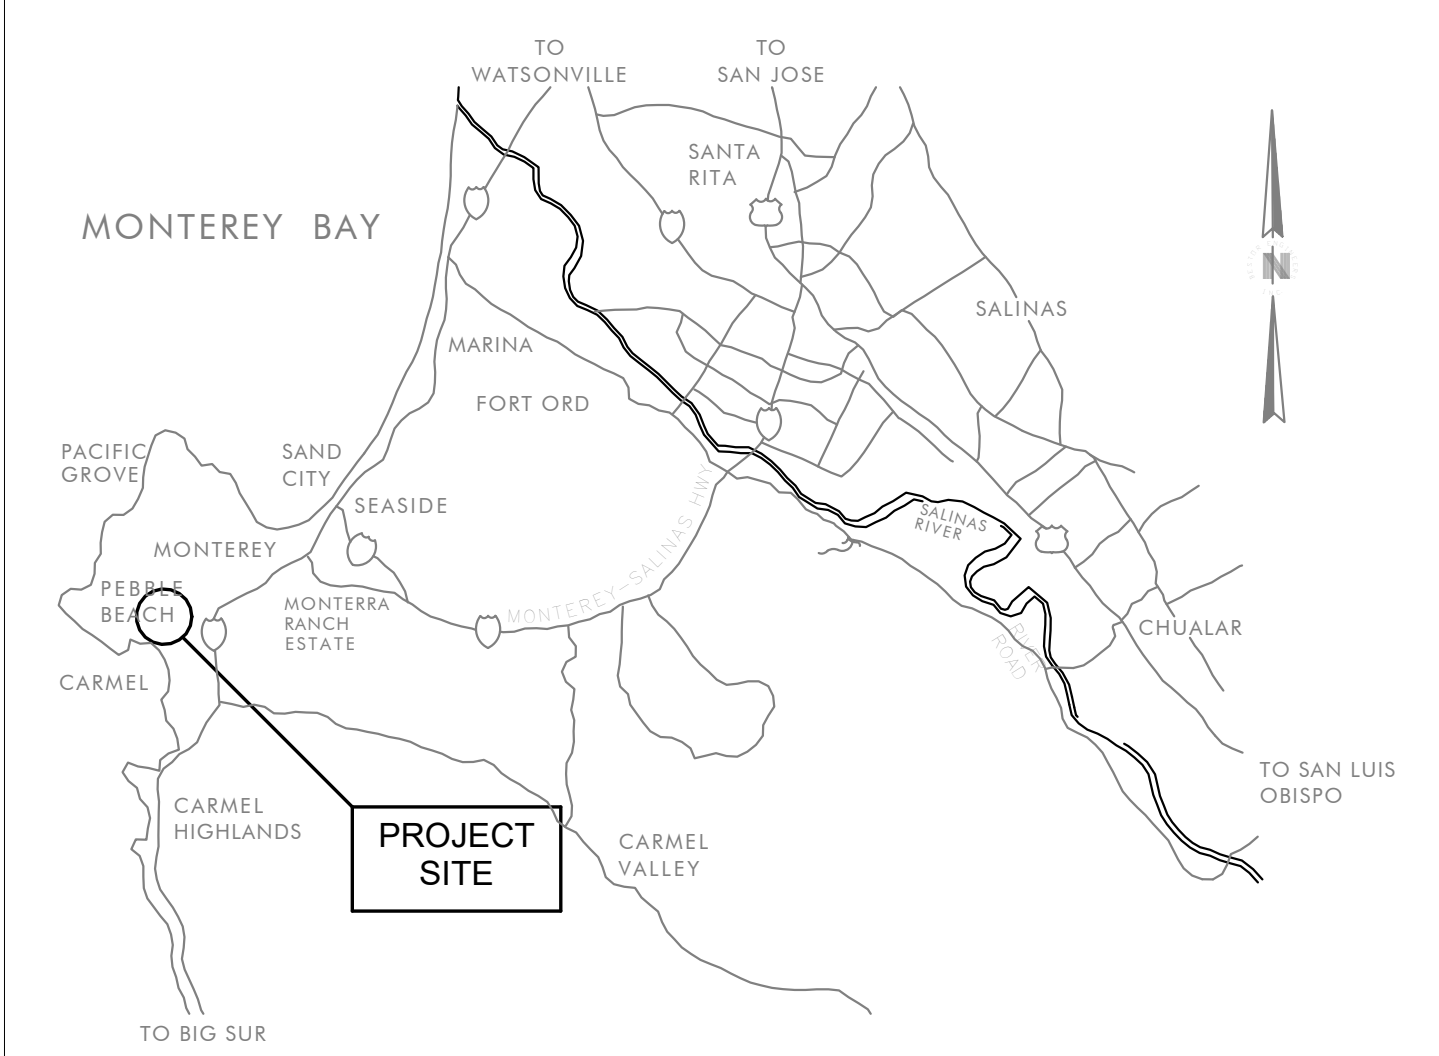 TO
WATSONVILLE
TO
SAN JOSE
SANTA
RITA
MONTEREY BAY
N
SALINAS
MARINA
FORT ORD
PACIFIC
GROVE
SAND
CITY
SEASIDE
MONTEREY-SALINAS HWY
SALINAS
RIVER
MONTEREY
PEBBLE
BEACH
MONTERRA
RANCH
ESTATE
RIVER
ROAD
CHUALAR
CARMEL
TO SAN LUIS
OBISPO
CARMEL
HIGHLANDS
PROJECT
SITE
CARMEL
VALLEY
TO BIG SUR